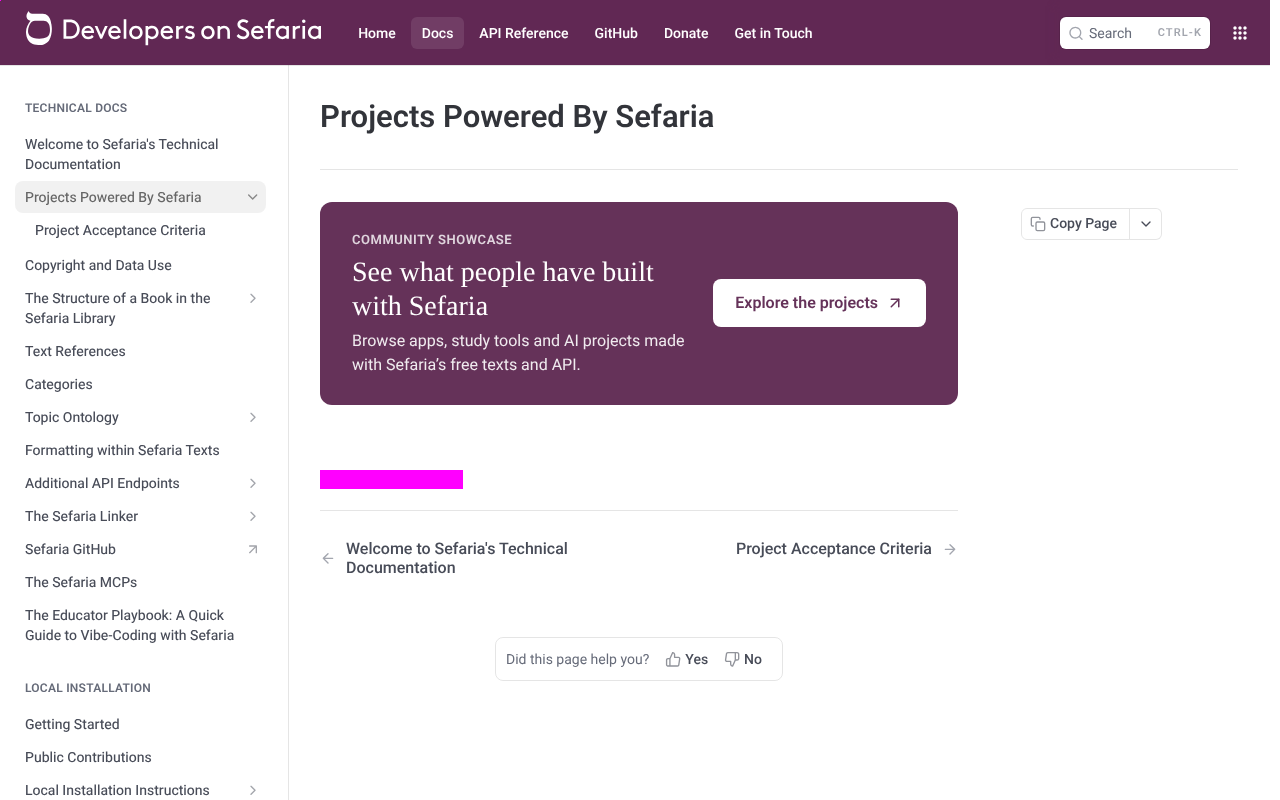 Developers on Sefaria
Home
Docs
API Reference
GitHub
Donate
Get in Touch
Search
CTRL-K
TECHNICAL DOCS
Welcome to Sefaria's Technical
Documentation
Projects Powered By Sefaria
Project Acceptance Criteria
Copyright and Data Use
The Structure of a Book in the
Sefaria Library
Text References
Categories
Topic Ontology
Formatting within Sefaria Texts
Additional API Endpoints
The Sefaria Linker
Sefaria GitHub
The Sefaria MCPs
The Educator Playbook: A Quick
Guide to Vibe-Coding with Sefaria
LOCAL INSTALLATION
Getting Started
Public Contributions
Local Installation Instructions
Projects Powered By Sefaria
COMMUNITY SHOWCASE
See what people have built
with Sefaria
Browse apps, study tools and AI projects made
with Sefaria’s free texts and API.
Explore the projects
Copy Page
Welcome to Sefaria's Technical
Documentation
Project Acceptance Criteria
Did this page help you?
Yes
No